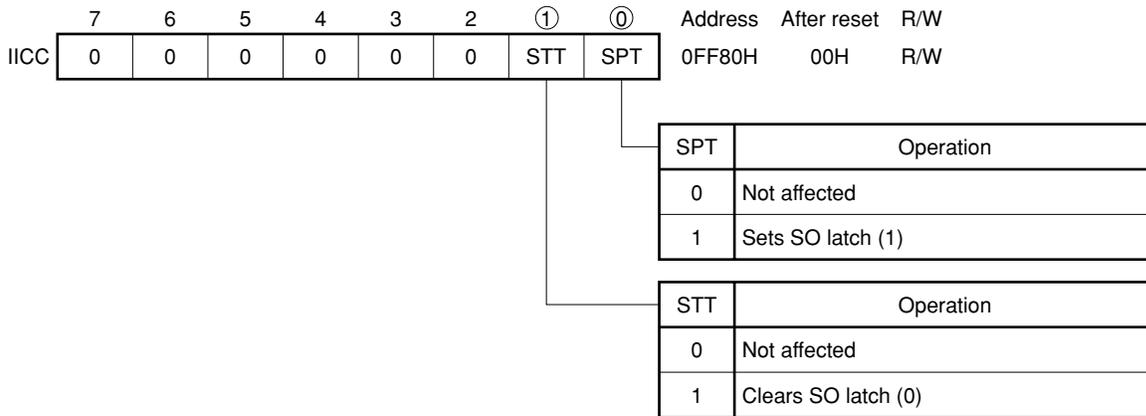 7 6 5 4 3 2 1 0 Address After reset R/W
IICC 0 0 0 0 0 0 STT SPT 0FF80H 00H R/W
SPT Operation
0 Not affected
1 Sets SO latch (1)
STT Operation
0 Not affected
1 Clears SO latch (0)